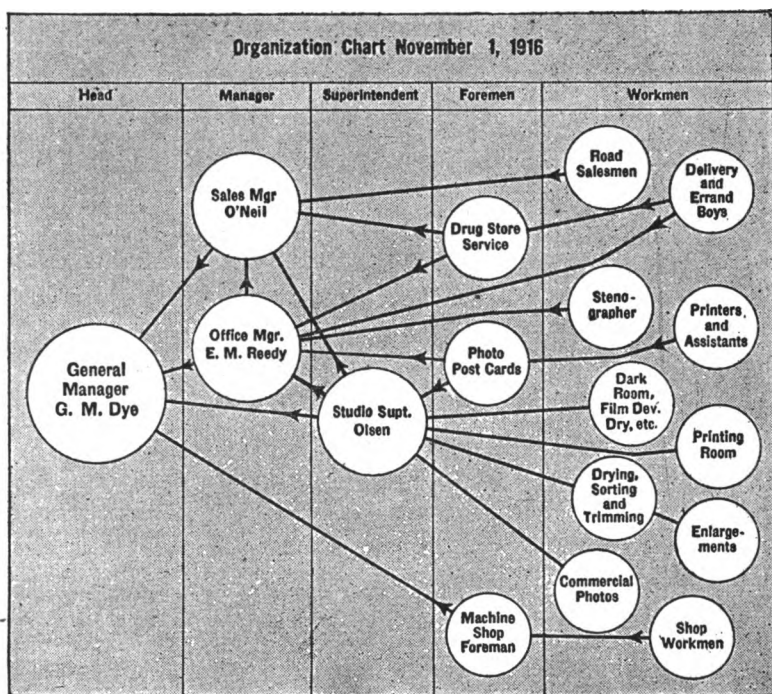 Organization Chart November 1, 1916
Head Manager Superintendent Foremen Workmen
Sales Mgr
O'Neil
Road
Salesmen
Delivery and
Errand
Boys
Drug Store
Service
Office Mgr.
E. M. Reedy
Steno-
grapher
Printers
and
Assistants
General
Manager
G. M. Dye
Photo
Post Cards
Studio Supt.
Olsen
Dark
Room,
Film Dev.
Dry, etc.
Printing
Room
Drying,
Sorting
and
Trimming
Enlarge-
ments
Commercial
Photos
Machine
Shop
Foreman
Shop
Workmen